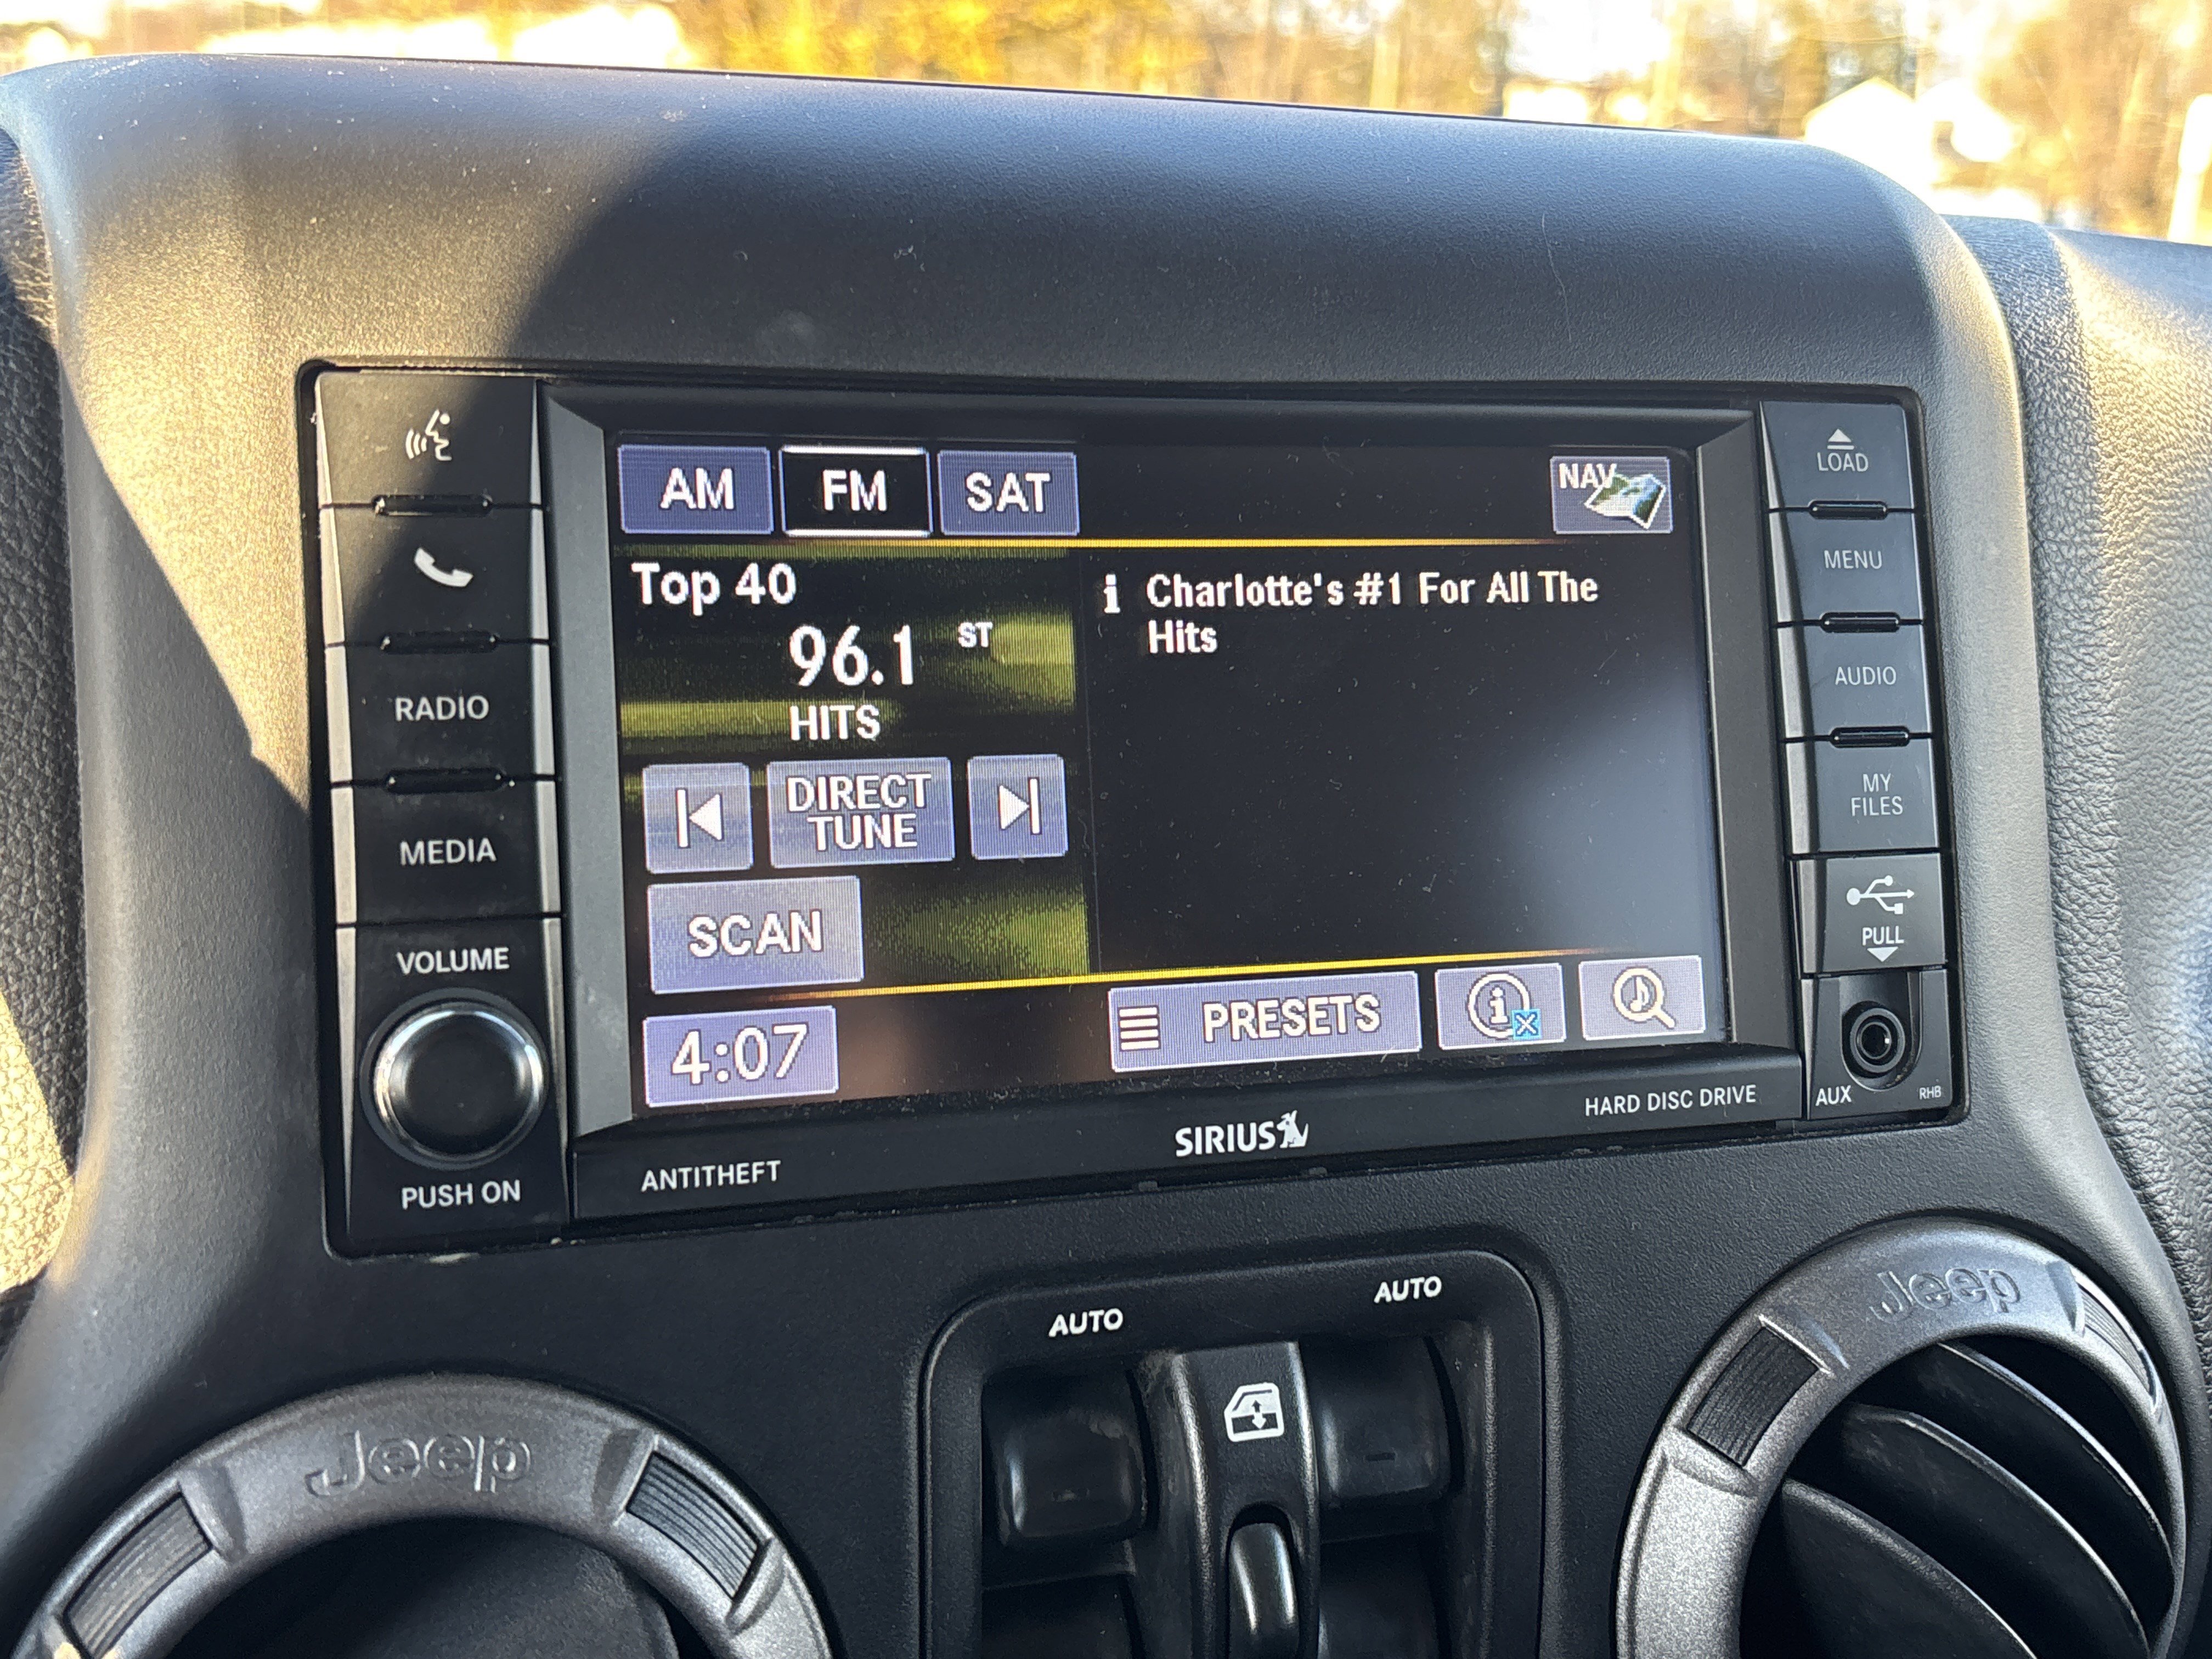 AM FM SAT
NAV
Top 40
96.1 ST
HITS
i Charlotte's #1 For All The
Hits
DIRECT
TUNE
SCAN
4:07
PRESETS
i
RADIO
MEDIA
VOLUME
PUSH ON
LOAD
MENU
AUDIO
MY
FILES
PULL
AUX
RHB
ANTITHEFT
SIRIUS
HARD DISC DRIVE
AUTO
AUTO
Jeep
Jeep